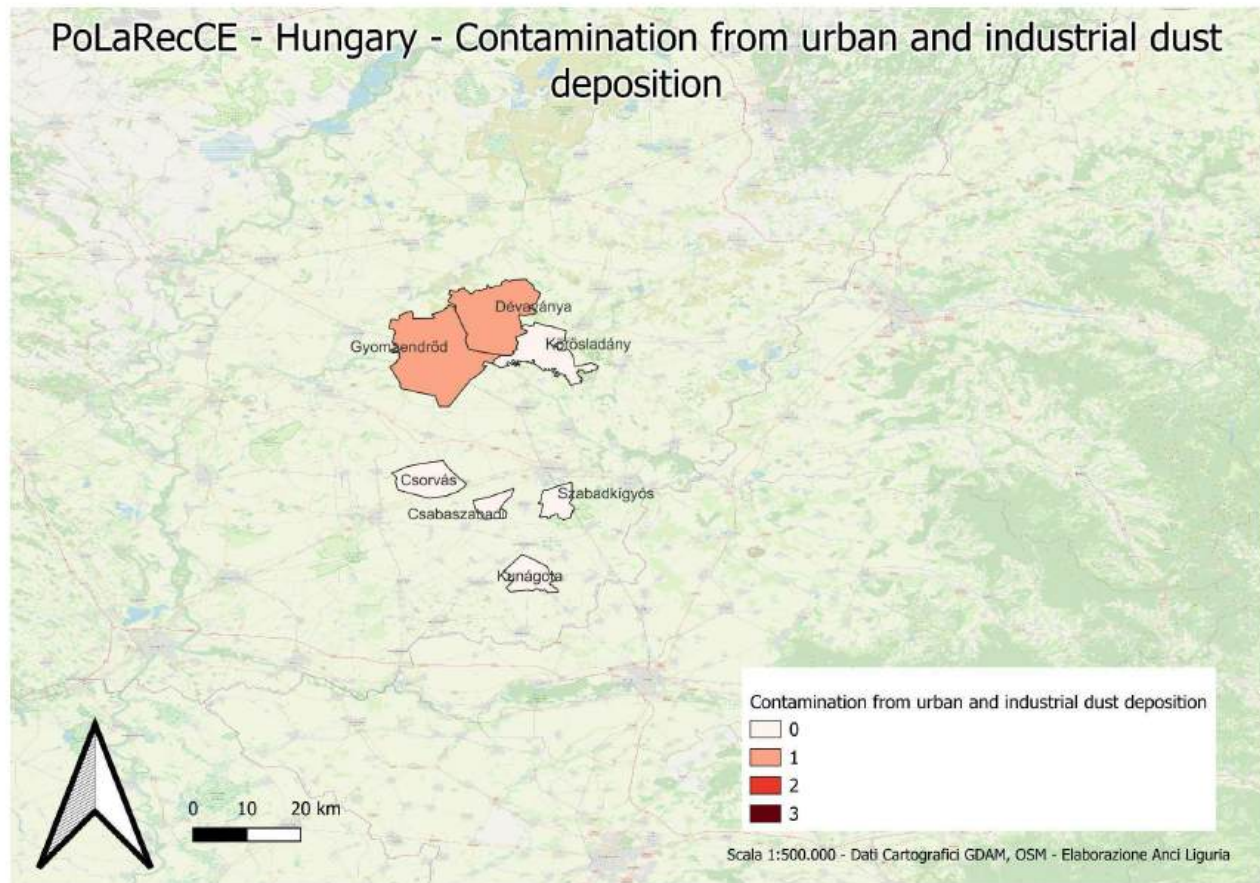 PoLaRecCE - Hungary - Contamination from urban and industrial dust
deposition
Dévaványa
Gyomaendrőd
Körösladány
Csorvás
Szabadkígyós
Csabaszabadi
Kunágota
Contamination from urban and industrial dust deposition
0
1
2
3
0 10 20 km
Scala 1:500.000 - Dati Cartografici GDAM, OSM - Elaborazione Anci Liguria